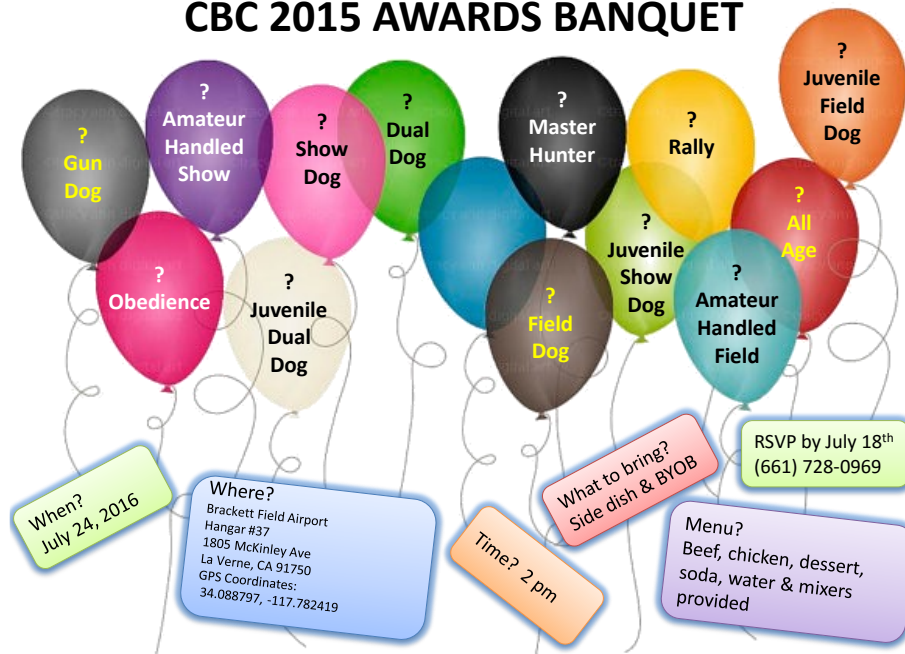 CBC 2015 AWARDS BANQUET
?
Gun
Dog
?
Amateur
Handled
Show
?
Show
Dog
?
Dual
Dog
?
Master
Hunter
?
Rally
?
Juvenile
Field
Dog
?
Obedience
?
Juvenile
Dual
Dog
?
Field
Dog
?
Juvenile
Show
Dog
?
Amateur
Handled
Field
?
All
Age
When?
July 24, 2016
Where?
Brackett Field Airport
Hangar #37
1805 McKinley Ave
La Verne, CA 91750
GPS Coordinates:
34.088797, -117.782419
Time?  2 pm
What to bring?
Side dish & BYOB
RSVP by July 18th
(661) 728-0969
Menu?
Beef, chicken, dessert,
soda, water & mixers
provided